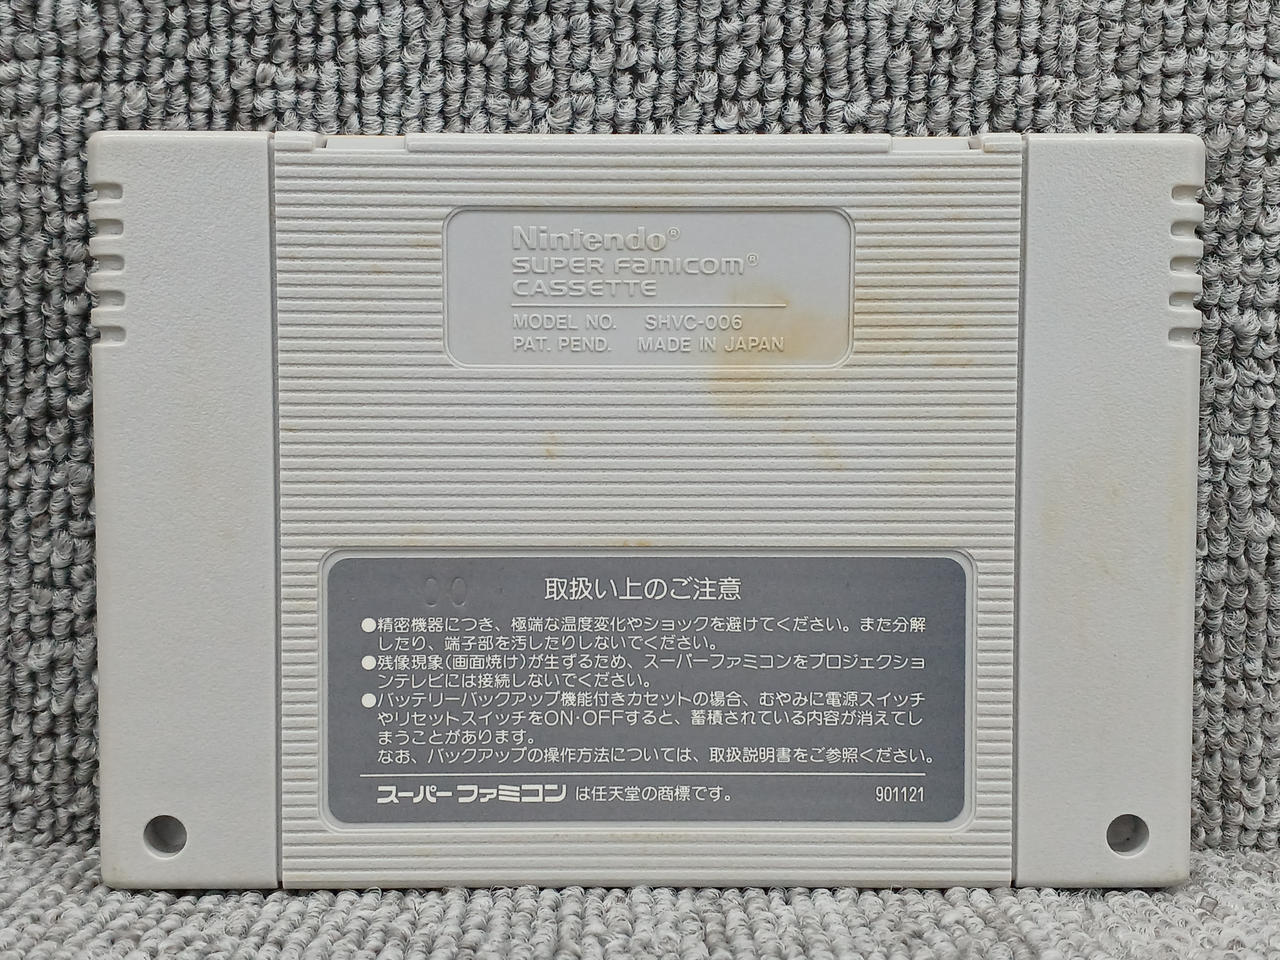 Nintendo®
SUPER FAMICOM®
CASSETTE
MODEL NO. SHVC-006
PAT. PEND. MADE IN JAPAN
取扱い上のご注意
●精密機器につき、極端な温度変化やショックを避けてください。また分解
したり、端子部を汚したりしないでください。
●残像現象(画面焼け)が生ずるため、スーパーファミコンをプロジェクショ
ンテレビには接続しないでください。
●バッテリーバックアップ機能付きカセットの場合、むやみに電源スイッチ
やリセットスイッチをON・OFFすると、蓄積されている内容が消えてし
まうことがあります。
なお、バックアップの操作方法については、取扱説明書をご参照ください。
スーパーファミコン は任天堂の商標です。 901121